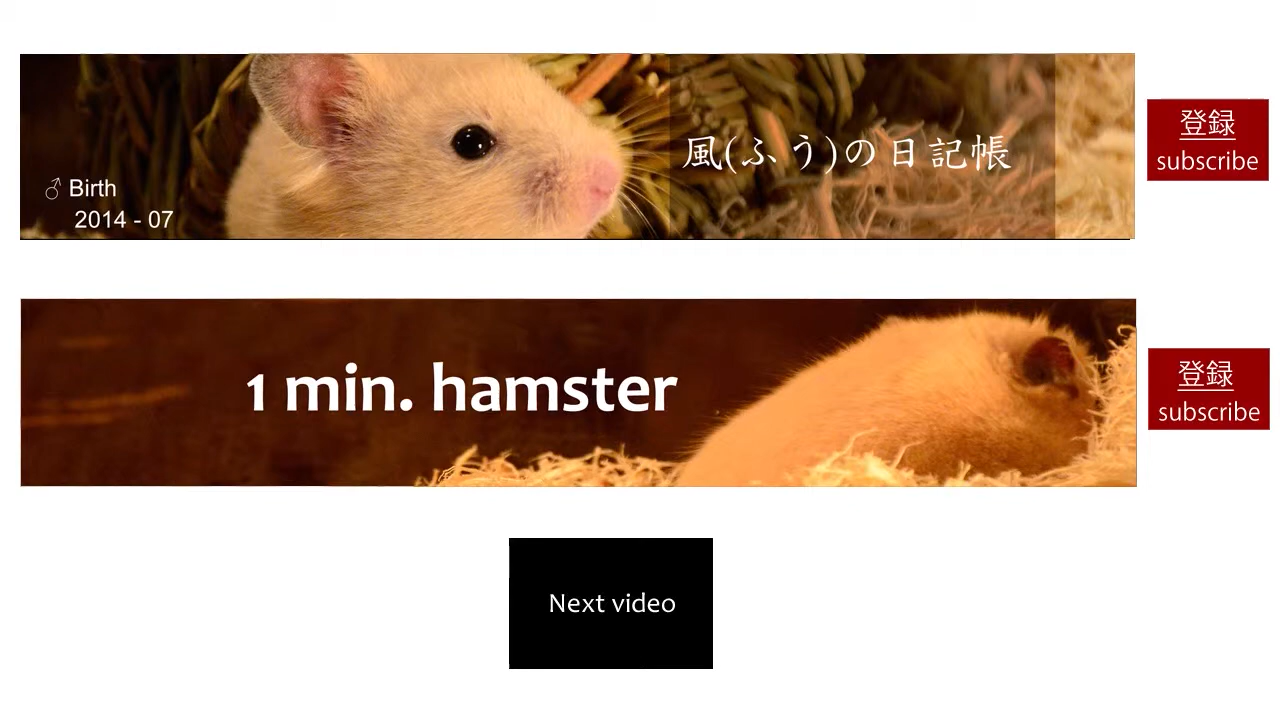 風(ふう)の日記帳
♂ Birth
2014 - 07
登録
subscribe
1 min. hamster
登録
subscribe
Next video